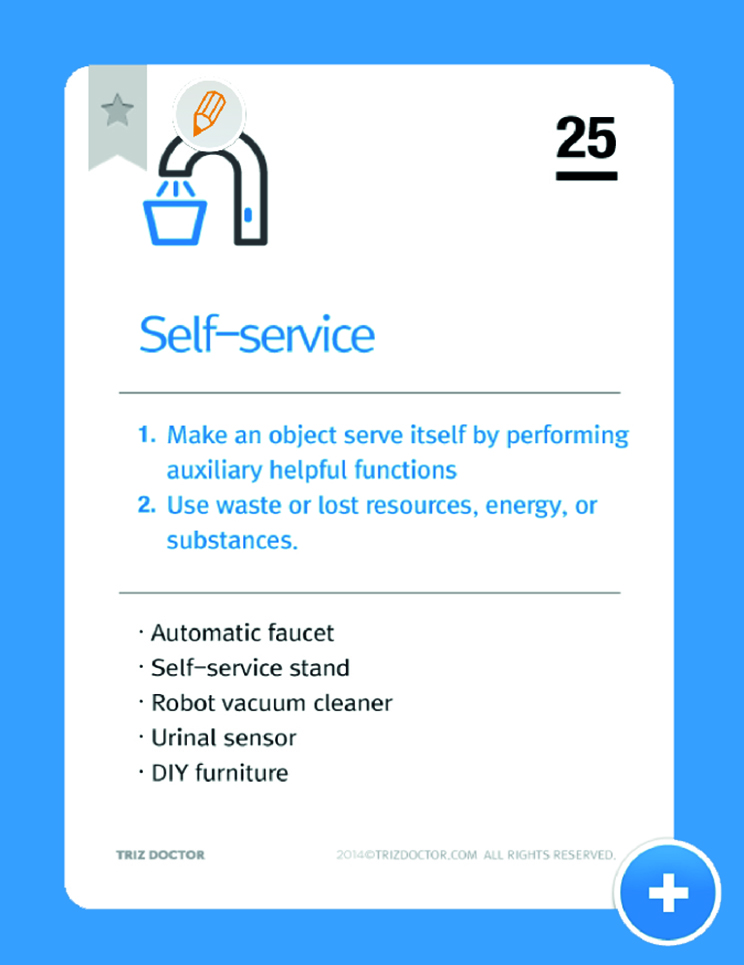 25
Self-service
1. Make an object serve itself by performing
auxiliary helpful functions
2. Use waste or lost resources, energy, or
substances.
· Automatic faucet
· Self-service stand
· Robot vacuum cleaner
· Urinal sensor
· DIY furniture
TRIZ DOCTOR 2014©TRIZDOCTOR.COM ALL RIGHTS RESERVED.